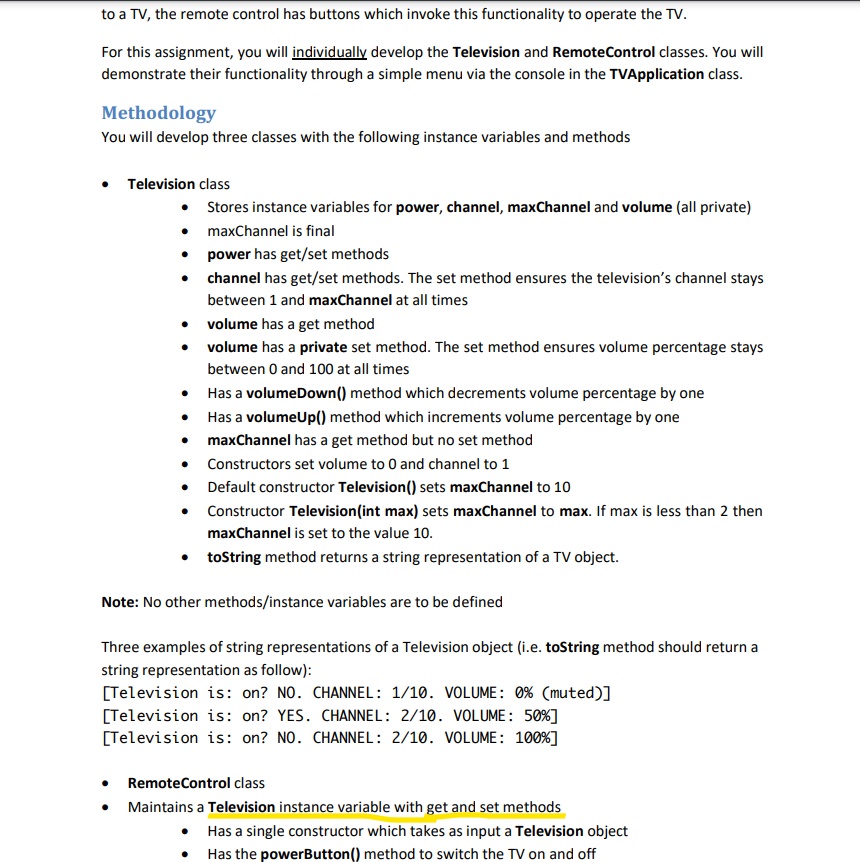 to a TV, the remote control has buttons which invoke this functionality to operate the TV.
For this assignment, you will individually develop the Television and RemoteControl classes. You will
demonstrate their functionality through a simple menu via the console in the TVApplication class.
Methodology
You will develop three classes with the following instance variables and methods
• Television class
• Stores instance variables for power, channel, maxChannel and volume (all private)
• maxChannel is final
• power has get/set methods
• channel has get/set methods. The set method ensures the television's channel stays
between 1 and maxChannel at all times
• volume has a get method
• volume has a private set method. The set method ensures volume percentage stays
between 0 and 100 at all times
• Has a volumeDown() method which decrements volume percentage by one
• Has a volumeUp() method which increments volume percentage by one
• maxChannel has a get method but no set method
• Constructors set volume to 0 and channel to 1
• Default constructor Television() sets maxChannel to 10
• Constructor Television(int max) sets maxChannel to max. If max is less than 2 then
maxChannel is set to the value 10.
• toString method returns a string representation of a TV object.
Note: No other methods/instance variables are to be defined
Three examples of string representations of a Television object (i.e. toString method should return a
string representation as follow):
[Television is: on? NO. CHANNEL: 1/10. VOLUME: 0% (muted)]
[Television is: on? YES. CHANNEL: 2/10. VOLUME: 50%]
[Television is: on? NO. CHANNEL: 2/10. VOLUME: 100%]
• RemoteControl class
• Maintains a Television instance variable with get and set methods
• Has a single constructor which takes as input a Television object
• Has the powerButton() method to switch the TV on and off